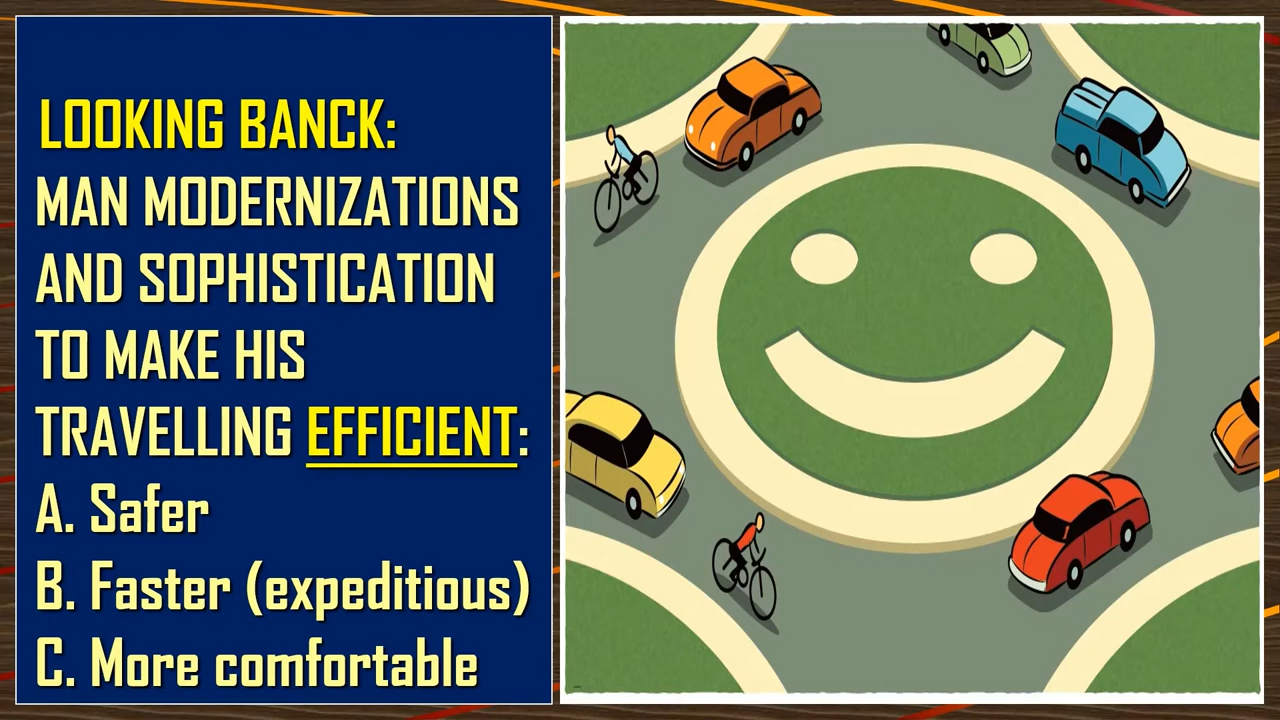 LOOKING BANCK:
MAN MODERNIZATIONS
AND SOPHISTICATION
TO MAKE HIS
TRAVELLING EFFICIENT:
A. Safer
B. Faster (expeditious)
C. More comfortable